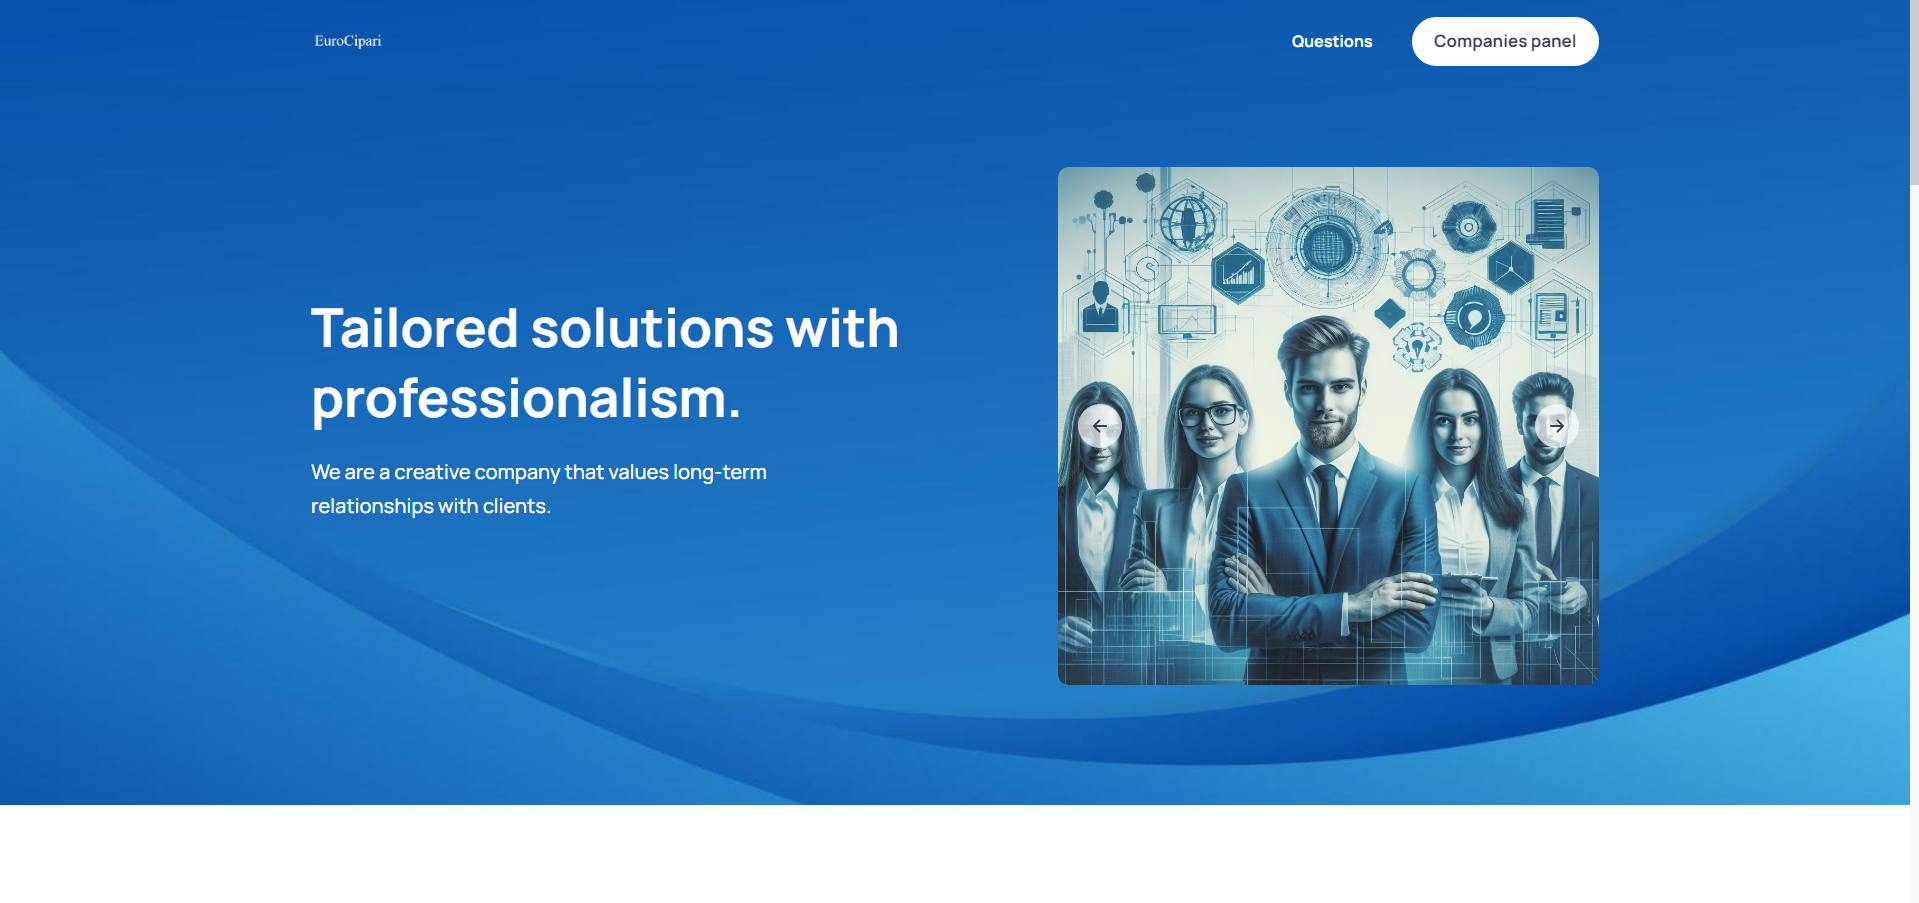 EuroCipari
Questions
Companies panel
Tailored solutions with
professionalism.
We are a creative company that values long-term
relationships with clients.